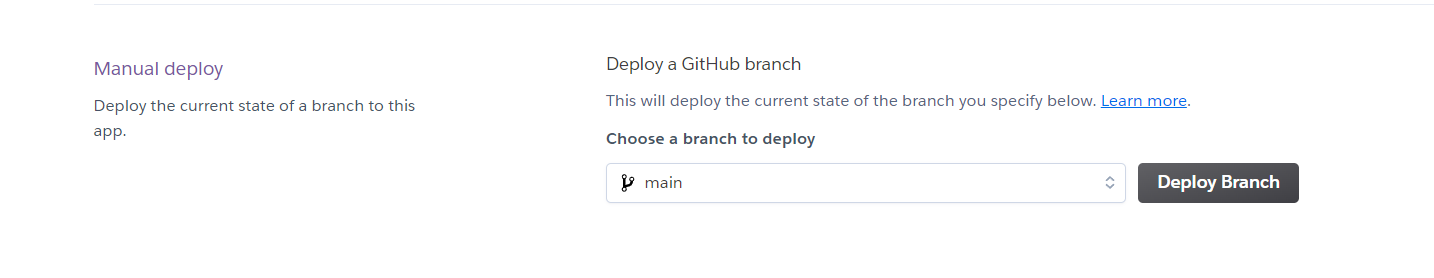 Manual deploy
Deploy the current state of a branch to this
app.
Deploy a GitHub branch
This will deploy the current state of the branch you specify below. Learn more.
Choose a branch to deploy
main
Deploy Branch